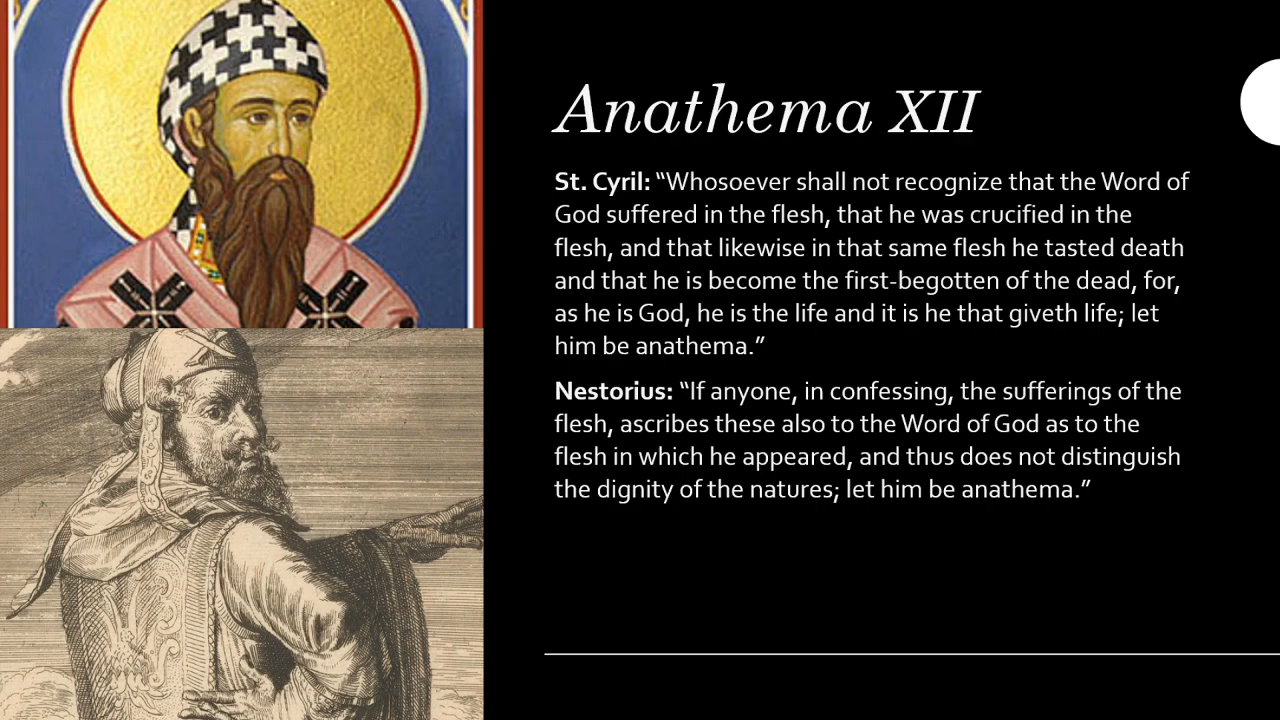 Anathema XII
St. Cyril: “Whosoever shall not recognize that the Word of
God suffered in the flesh, that he was crucified in the
flesh, and that likewise in that same flesh he tasted death
and that he is become the first-begotten of the dead, for,
as he is God, he is the life and it is he that giveth life; let
him be anathema.”
Nestorius: “If anyone, in confessing, the sufferings of the
flesh, ascribes these also to the Word of God as to the
flesh in which he appeared, and thus does not distinguish
the dignity of the natures; let him be anathema.”